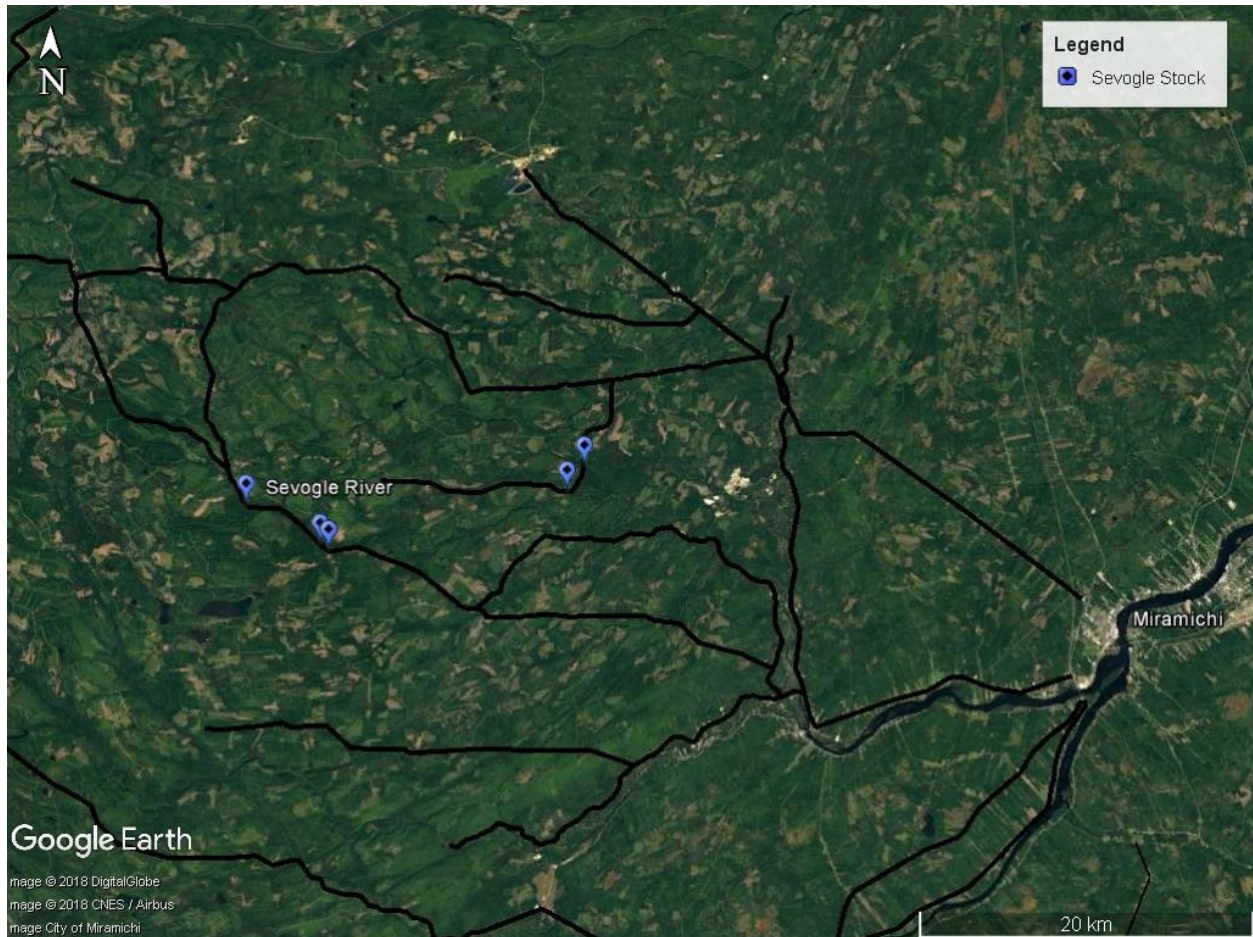 N
Legend
Sevogle Stock
Sevogle River
Miramichi
Google Earth
mage © 2018 DigitalGlobe
mage © 2018 CNES / Airbus
mage City of Miramichi
20 km